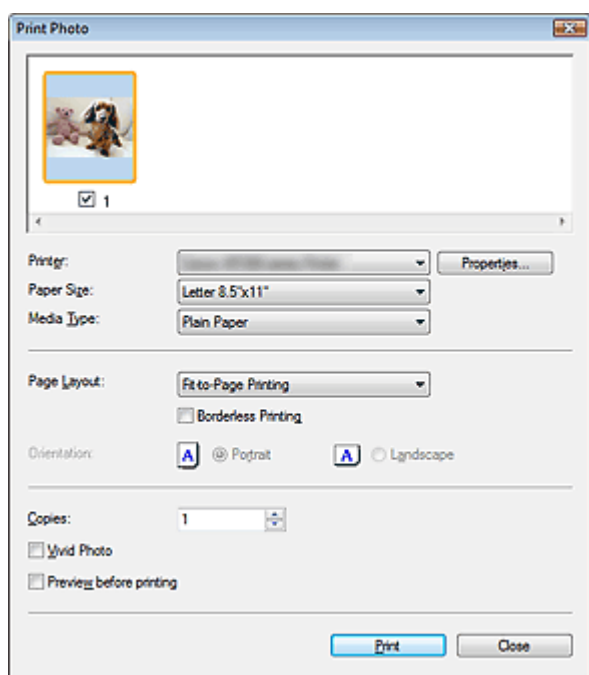 Print Photo
1
Printer:
Properties...
Paper Size: Letter 8.5"x11"
Media Type: Plain Paper
Page Layout: Fit-to-Page Printing
Borderless Printing
Orientation: A Portrait A Landscape
Copies: 1
Vivid Photo
Preview before printing
Print Close